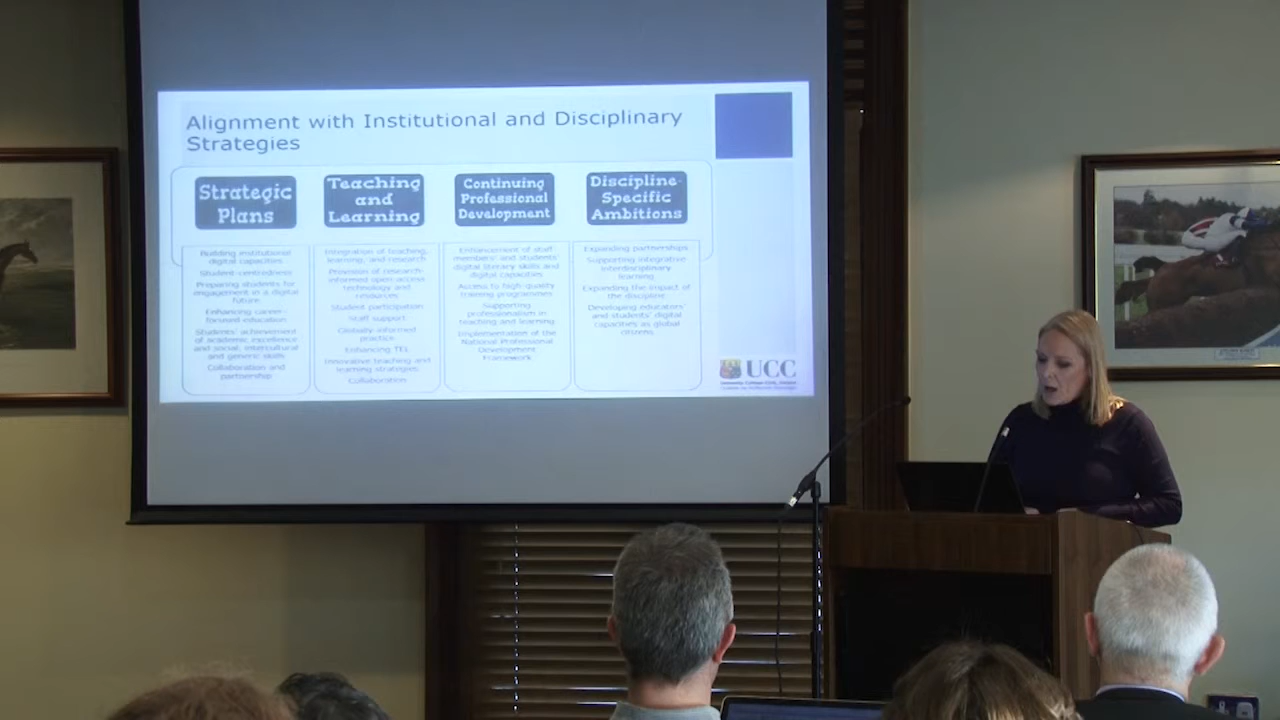 Alignment with Institutional and Disciplinary
Strategies
Strategic
Plans
Teaching
and
Learning
Continuing
Professional
Development
Discipline-
Specific
Ambitions
Building institutional
digital capacities
Student-centredness
Preparing students for
engagement in a digital
future
Enhancing career-
focused education
Students' achievement
of academic excellence
and social, intercultural
and generic skills
Collaboration and
partnership
Integration of teaching,
learning, and research
Provision of research-
informed open access
technology and
resources
Student participation
Staff support
Globally-informed
practice
Enhancing TEL
Innovative teaching and
learning strategies
Collaboration
Enhancement of staff
members' and students'
digital literacy skills and
digital capacities
Access to high-quality
training programmes
Supporting
professionalism in
teaching and learning
Implementation of the
National Professional
Development
Framework
Expanding partnerships
Supporting integrative
interdisciplinary
learning
Expanding the impact of
the discipline
Developing educators'
and students' digital
capacities as global
citizens
UCC
University College Cork, Ireland